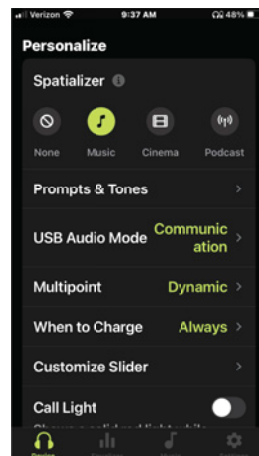 Verizon 9:37 AM 48%
Personalize
Spatializer
None Music Cinema Podcast
Prompts & Tones
USB Audio Mode Communic
ation
Multipoint Dynamic
When to Charge Always
Customize Slider
Call Light
Device